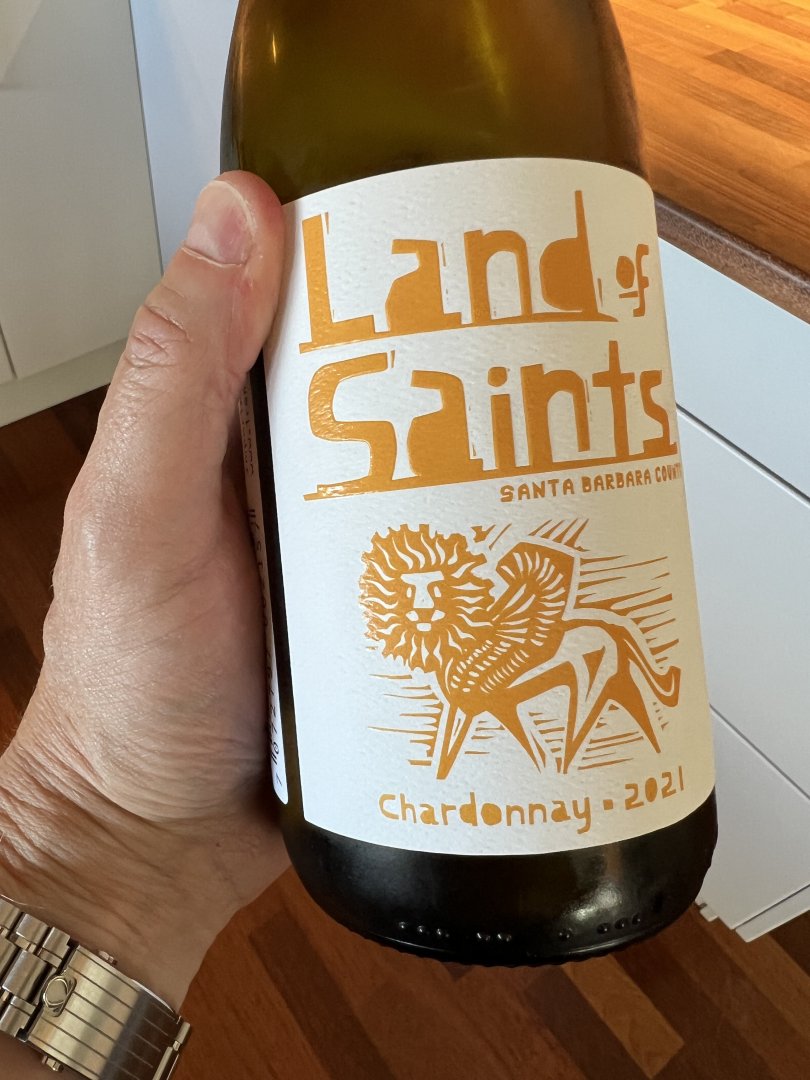 Land of
Saints
SANTA BARBARA COUNTY
Chardonnay • 2021